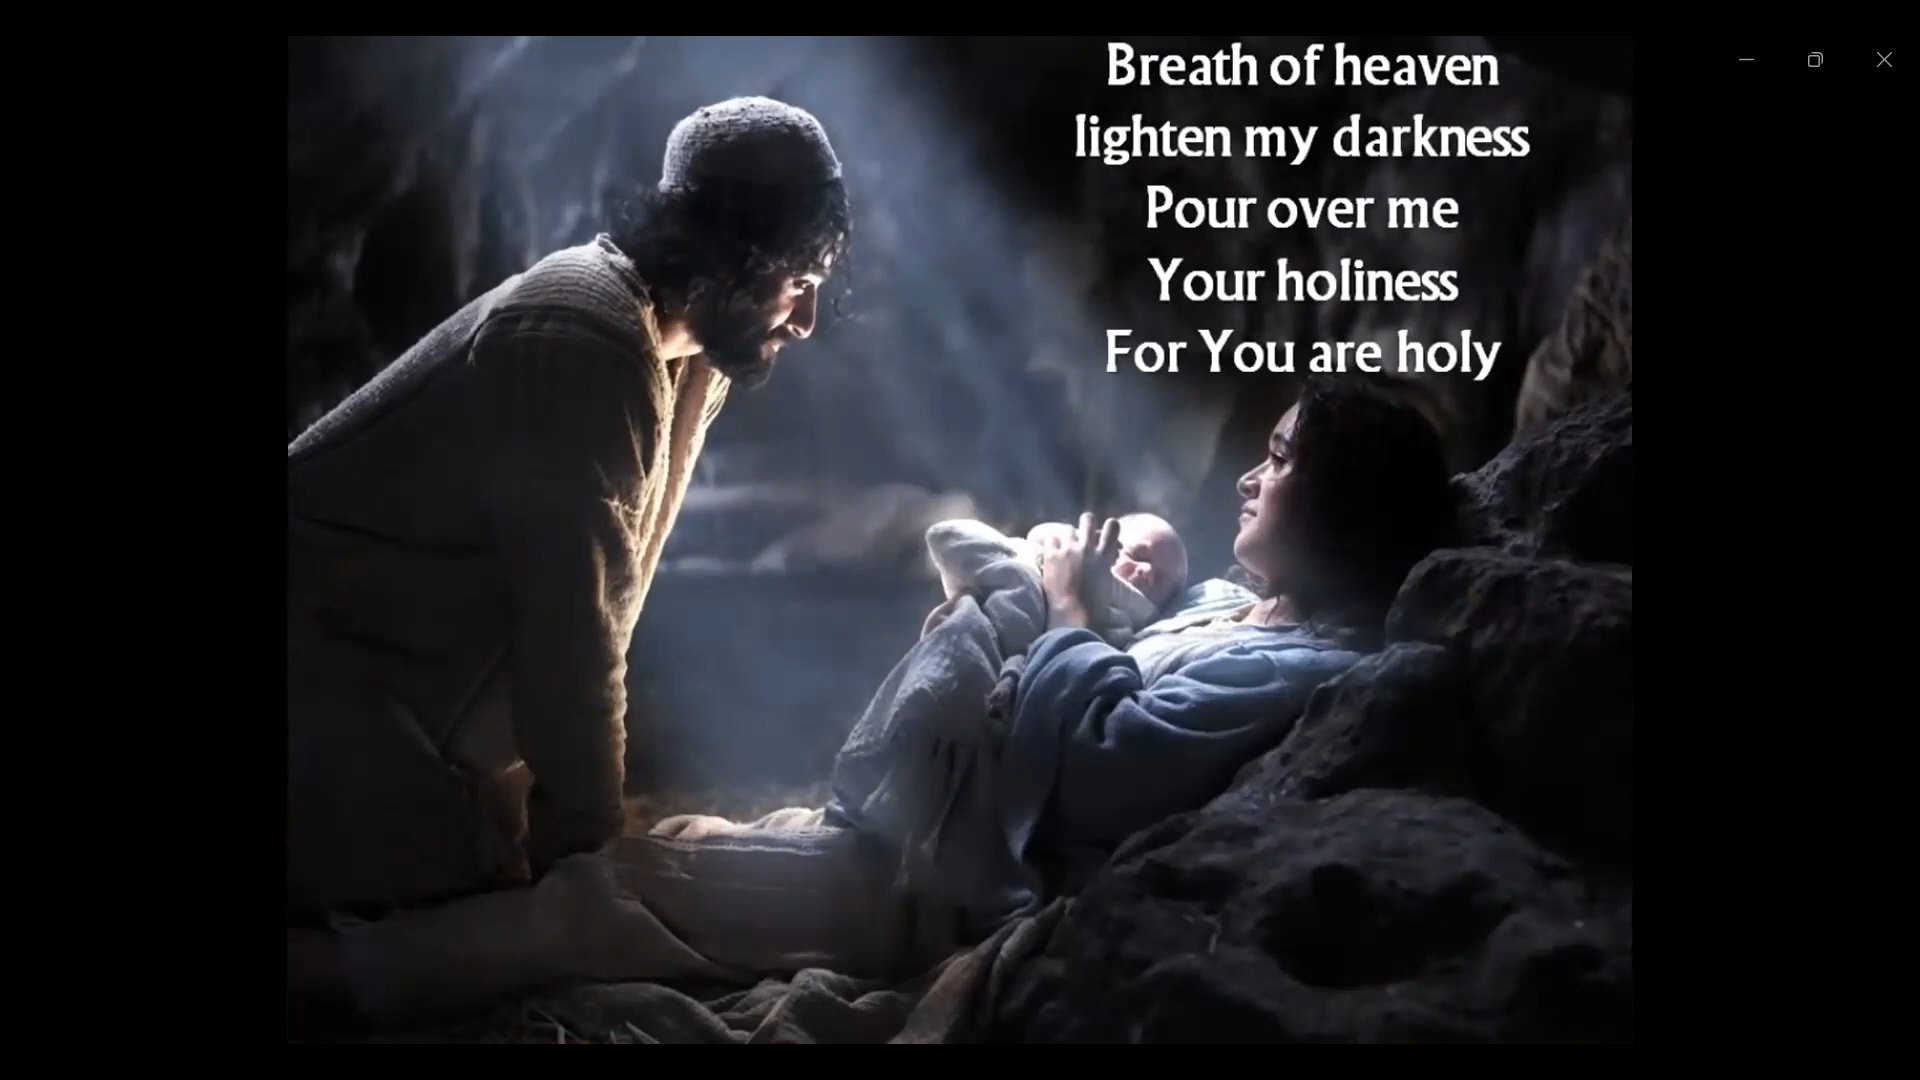 Breath of heaven
lighten my darkness
Pour over me
Your holiness
For You are holy